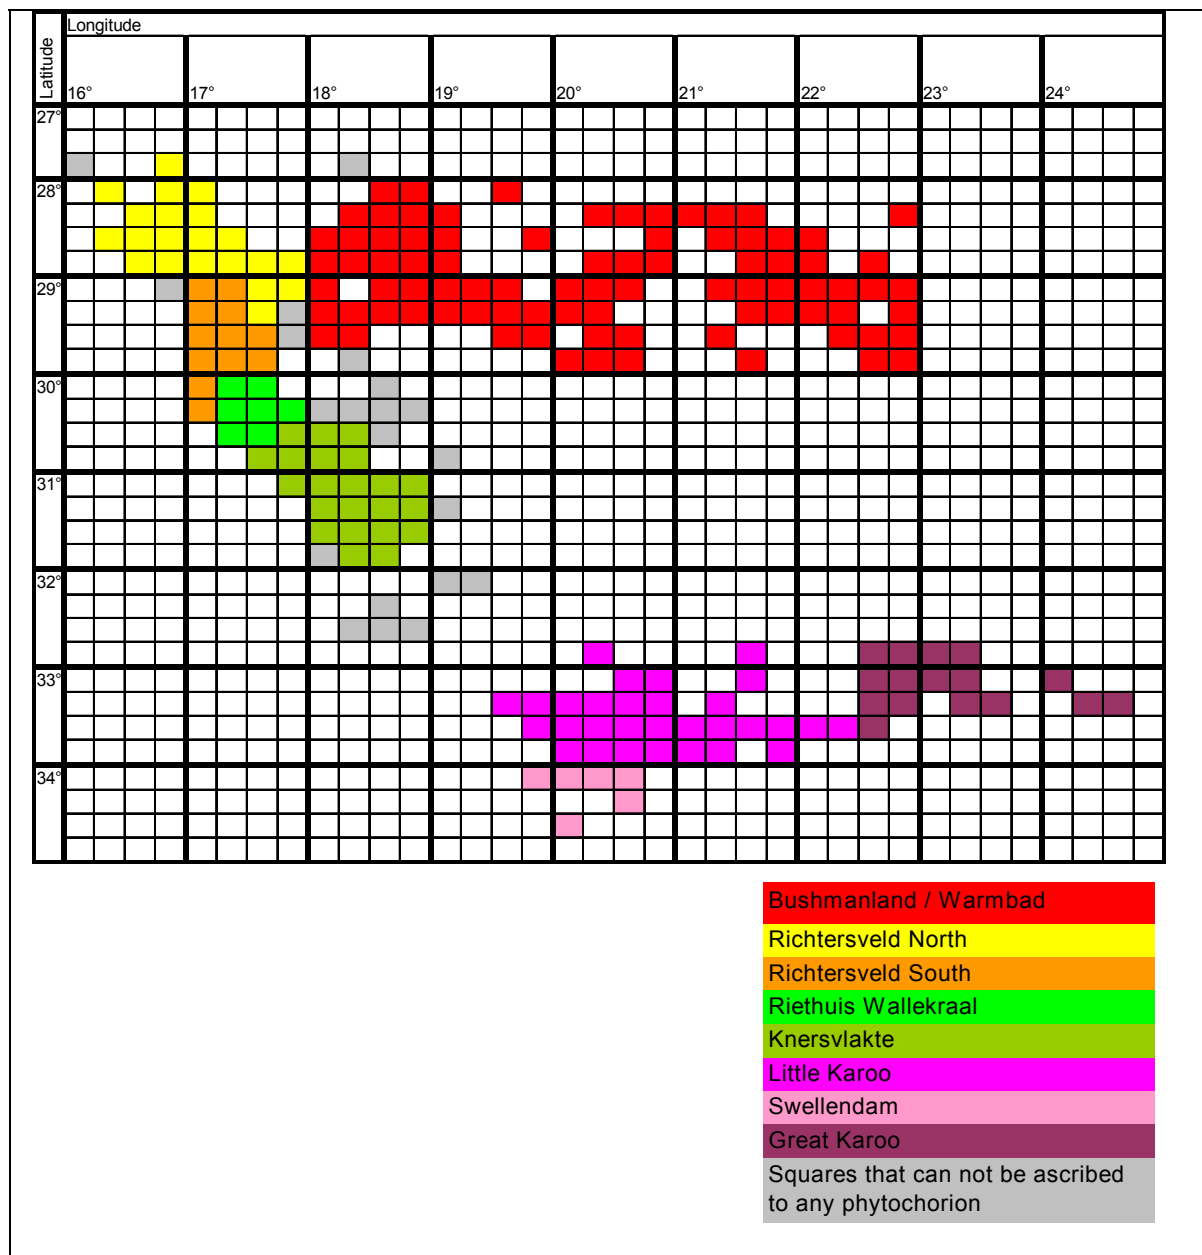 Longitude
Latitude
16° 17° 18° 19° 20° 21° 22° 23° 24°
27°
28°
29°
30°
31°
32°
33°
34°
Bushmanland / Warmbad
Richtersveld North
Richtersveld South
Riethuis Wallekraal
Knersvlakte
Little Karoo
Swellendam
Great Karoo
Squares that can not be ascribed
to any phytochorion